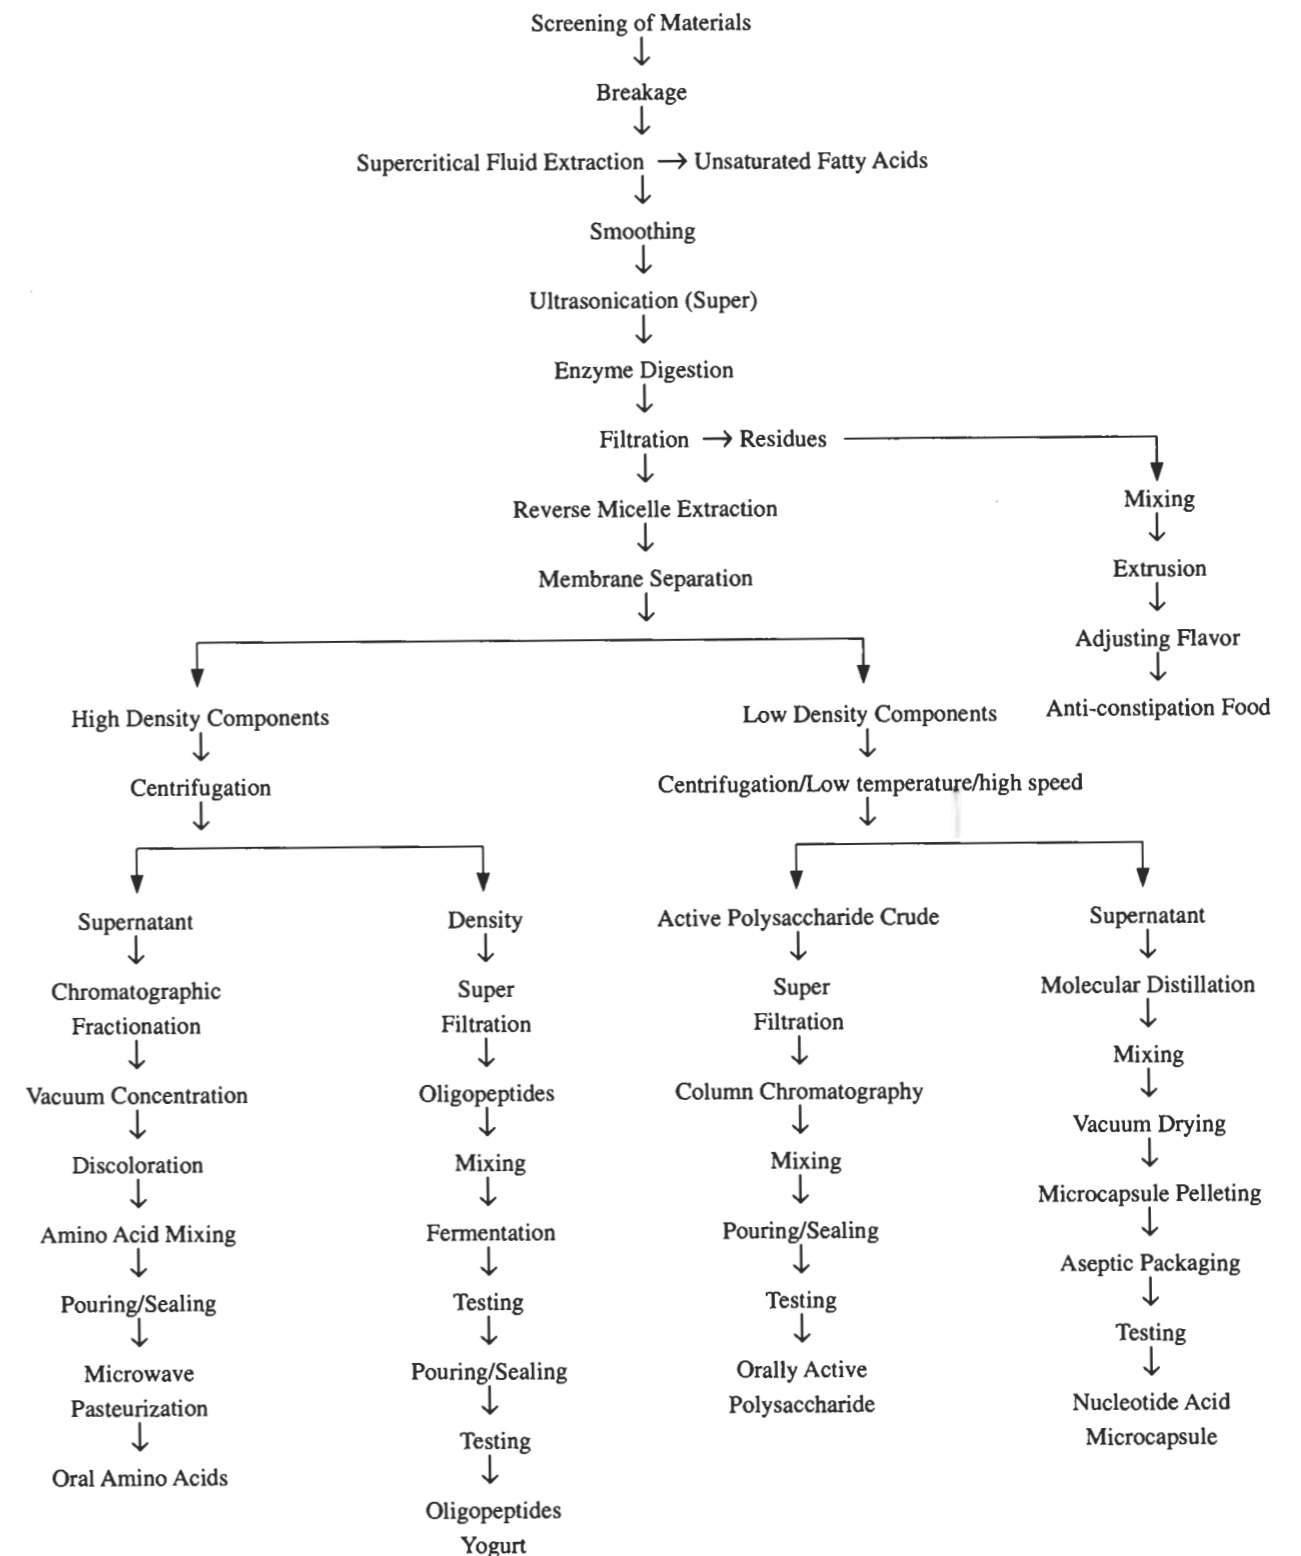 Screening of Materials
Breakage
Supercritical Fluid Extraction → Unsaturated Fatty Acids
Smoothing
Ultrasonication (Super)
Enzyme Digestion
Filtration → Residues
Reverse Micelle Extraction
Membrane Separation
Mixing
Extrusion
Adjusting Flavor
Anti-constipation Food
High Density Components
Centrifugation
Low Density Components
Centrifugation/Low temperature/high speed
Supernatant
Chromatographic
Fractionation
Vacuum Concentration
Discoloration
Amino Acid Mixing
Pouring/Sealing
Microwave
Pasteurization
Oral Amino Acids
Density
Super
Filtration
Oligopeptides
Mixing
Fermentation
Testing
Pouring/Sealing
Testing
Oligopeptides
Yogurt
Active Polysaccharide Crude
Super
Filtration
Column Chromatography
Mixing
Pouring/Sealing
Testing
Orally Active
Polysaccharide
Supernatant
Molecular Distillation
Mixing
Vacuum Drying
Microcapsule Pelleting
Aseptic Packaging
Testing
Nucleotide Acid
Microcapsule